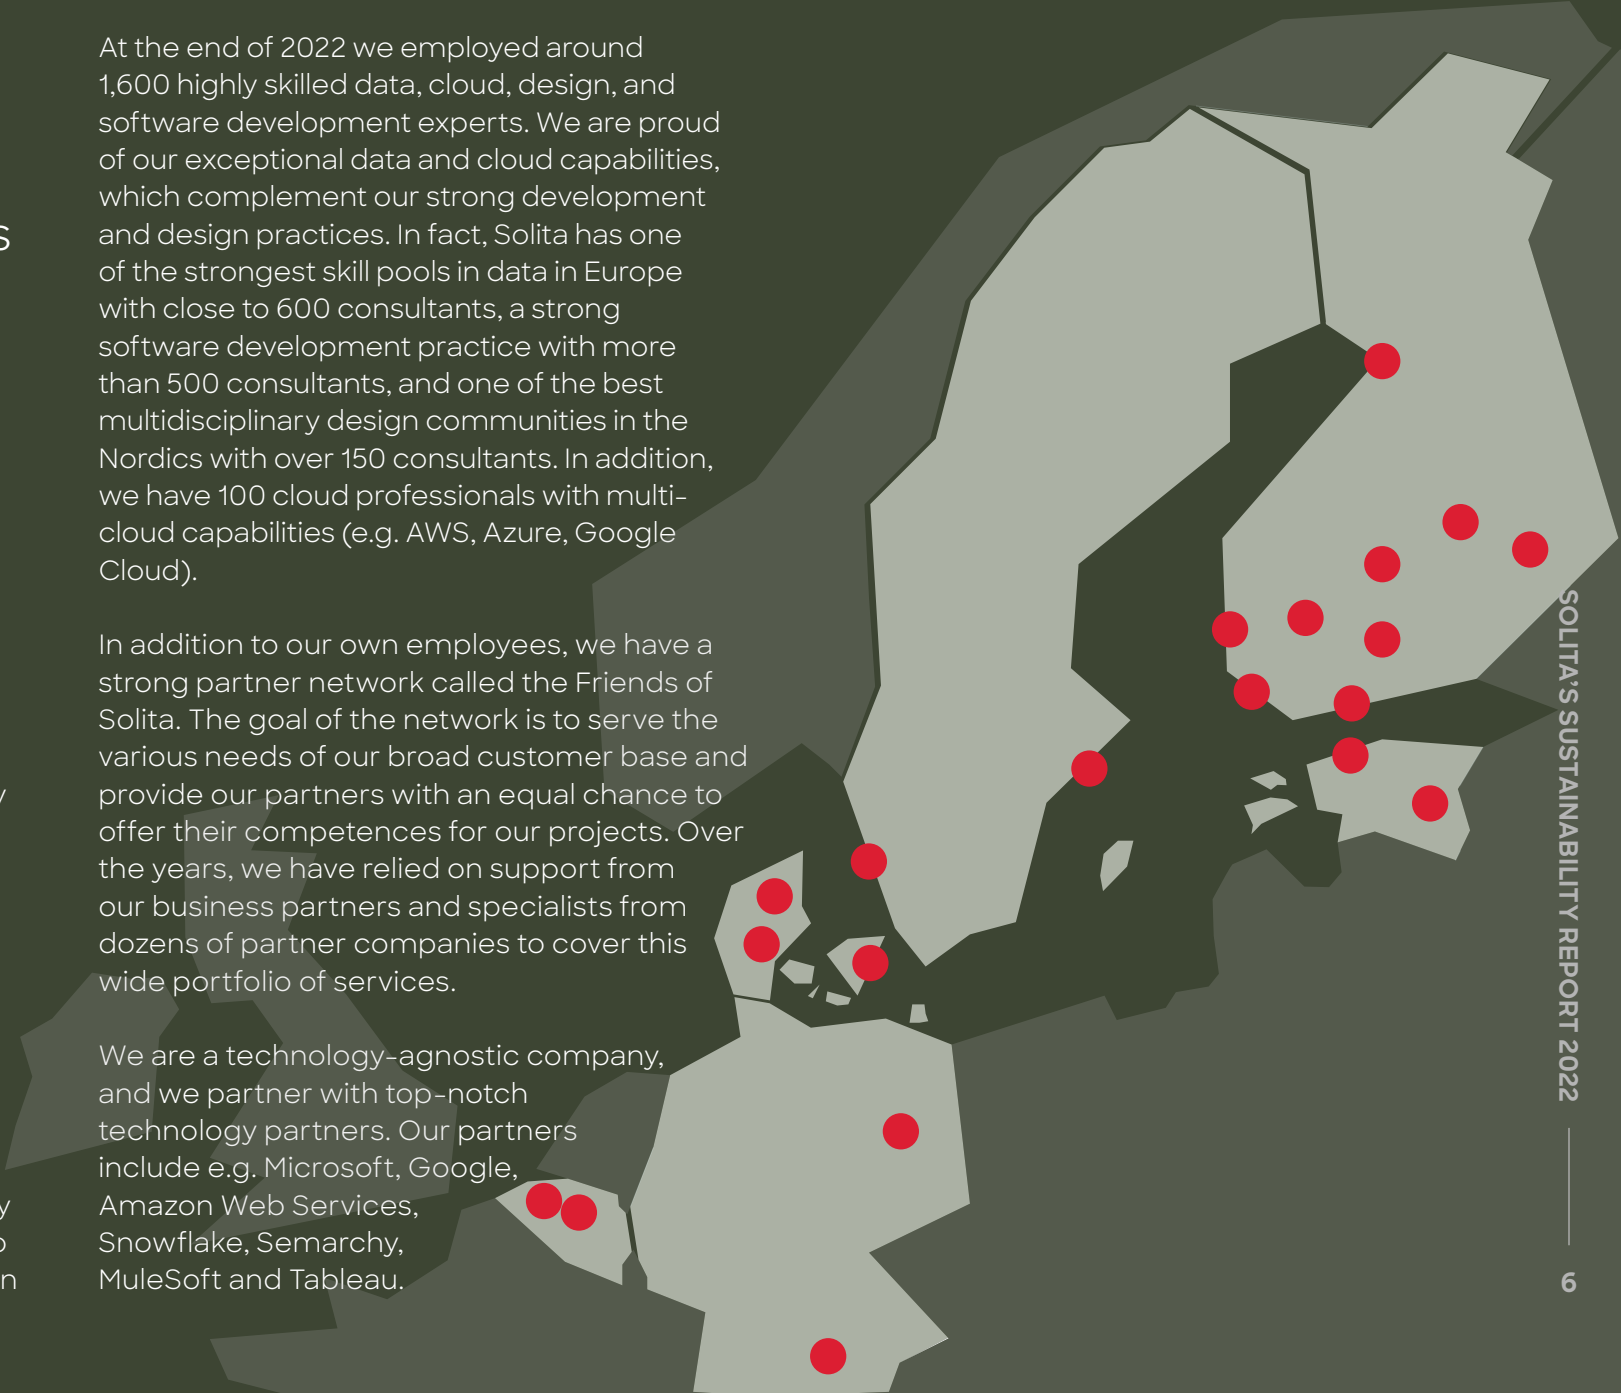 At the end of 2022 we employed around
1,600 highly skilled data, cloud, design, and
software development experts. We are proud
of our exceptional data and cloud capabilities,
which complement our strong development
and design practices. In fact, Solita has one
of the strongest skill pools in data in Europe
with close to 600 consultants, a strong
software development practice with more
than 500 consultants, and one of the best
multidisciplinary design communities in the
Nordics with over 150 consultants. In addition,
we have 100 cloud professionals with multi-
cloud capabilities (e.g. AWS, Azure, Google
Cloud).
In addition to our own employees, we have a
strong partner network called the Friends of
Solita. The goal of the network is to serve the
various needs of our broad customer base and
provide our partners with an equal chance to
offer their competences for our projects. Over
the years, we have relied on support from
our business partners and specialists from
dozens of partner companies to cover this
wide portfolio of services.
We are a technology-agnostic company,
and we partner with top-notch
technology partners. Our partners
include e.g. Microsoft, Google,
Amazon Web Services,
Snowflake, Semarchy,
MuleSoft and Tableau.
SOLITA'S SUSTAINABILITY REPORT 2022
6